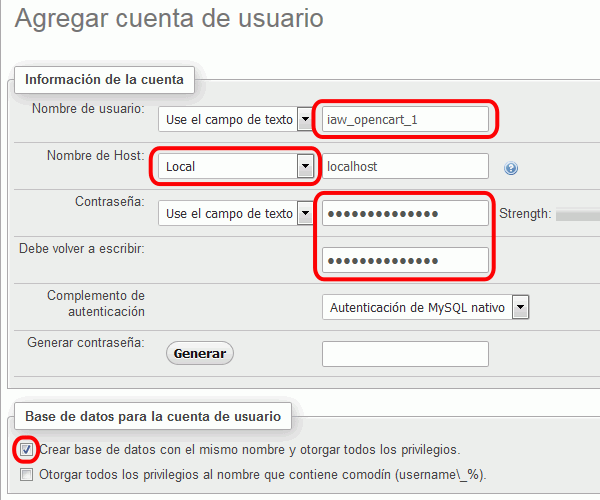 Agregar cuenta de usuario
Información de la cuenta
Nombre de usuario: Use el campo de texto iaw_opencart_1
Nombre de Host: Local localhost
Contraseña: Use el campo de texto ●●●●●●●●●●●●●● Strength:
Debe volver a escribir: ●●●●●●●●●●●●●●
Complemento de
autenticación Autenticación de MySQL nativo
Generar contraseña: Generar
Base de datos para la cuenta de usuario
Crear base de datos con el mismo nombre y otorgar todos los privilegios.
Otorgar todos los privilegios al nombre que contiene comodín (username\_%).